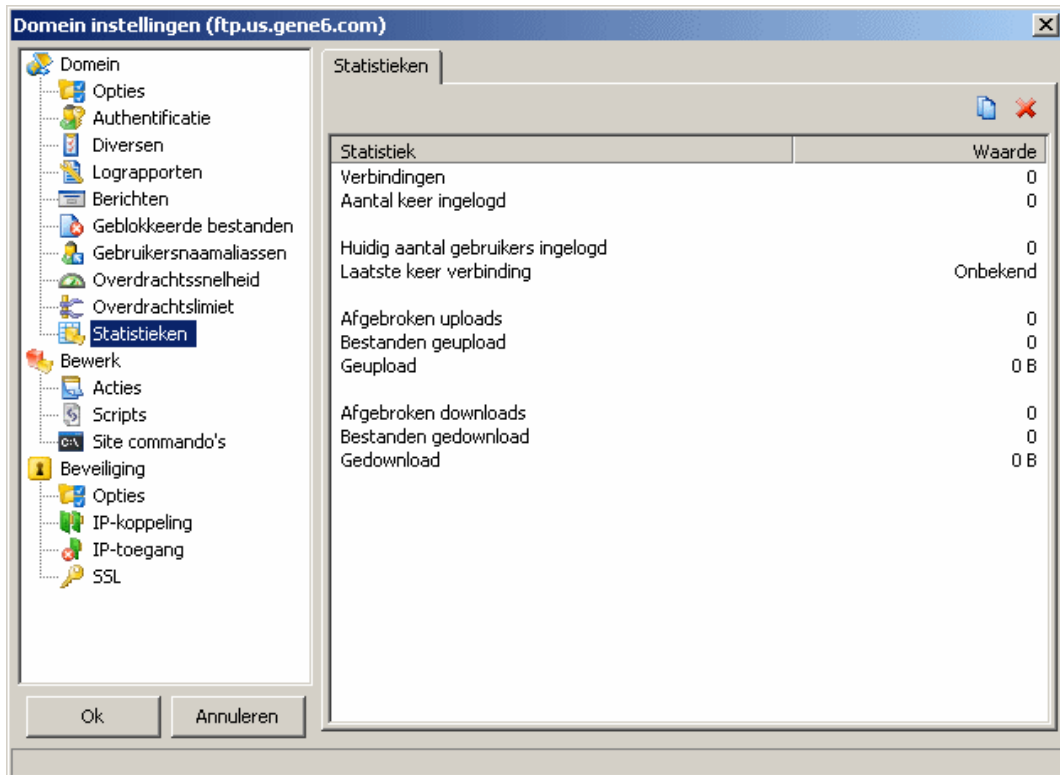 Domein instellingen (ftp.us.gene6.com)
Domein
Opties
Authentificatie
Diversen
Lograpporten
Berichten
Geblokkeerde bestanden
Gebruikersnaamaliassen
Overdrachtssnelheid
Overdrachtslimiet
Statistieken
Bewerk
Acties
Scripts
C:\ Site commando's
Beveiliging
Opties
IP-koppeling
IP-toegang
SSL
Ok Annuleren
Statistieken
Statistiek Waarde
Verbindingen 0
Aantal keer ingelogd 0
Huidig aantal gebruikers ingelogd 0
Laatste keer verbinding Onbekend
Afgebroken uploads 0
Bestanden geupload 0
Geupload 0 B
Afgebroken downloads 0
Bestanden gedownload 0
Gedownload 0 B